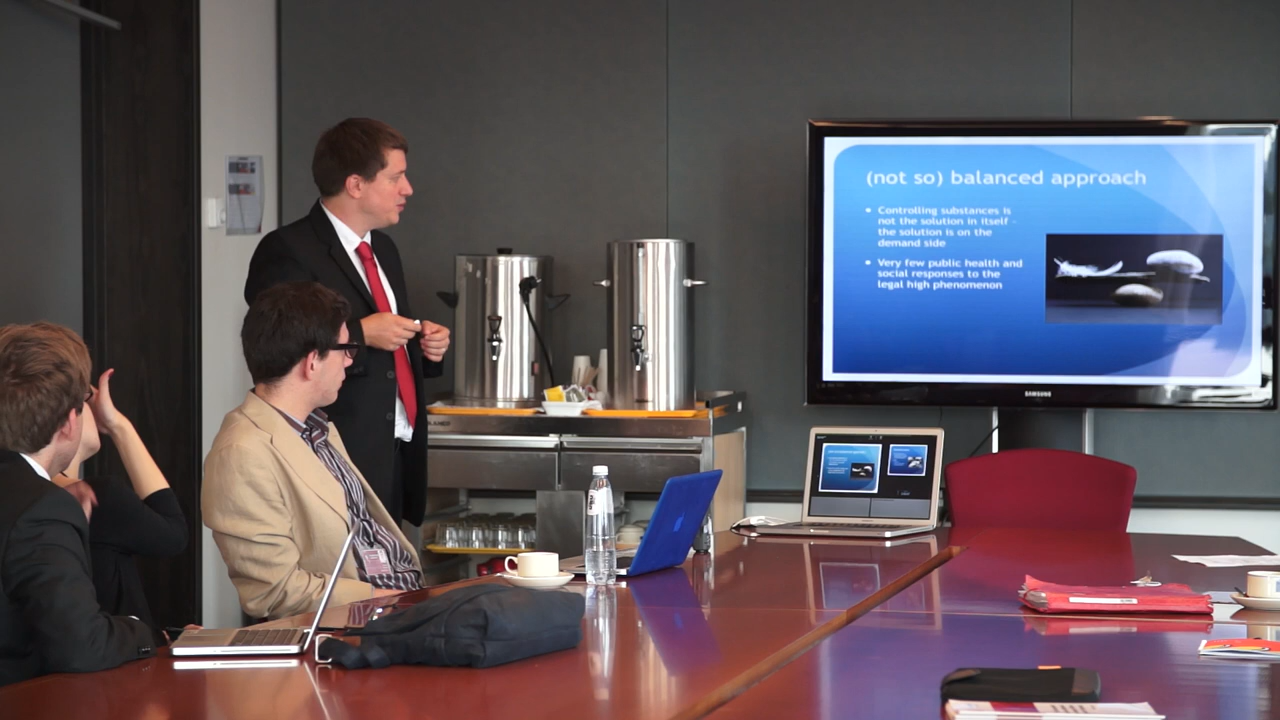 (not so) balanced approach
• Controlling substances is
not the solution in itself –
the solution is on the
demand side
• Very few public health and
social responses to the
legal high phenomenon
SAMSUNG